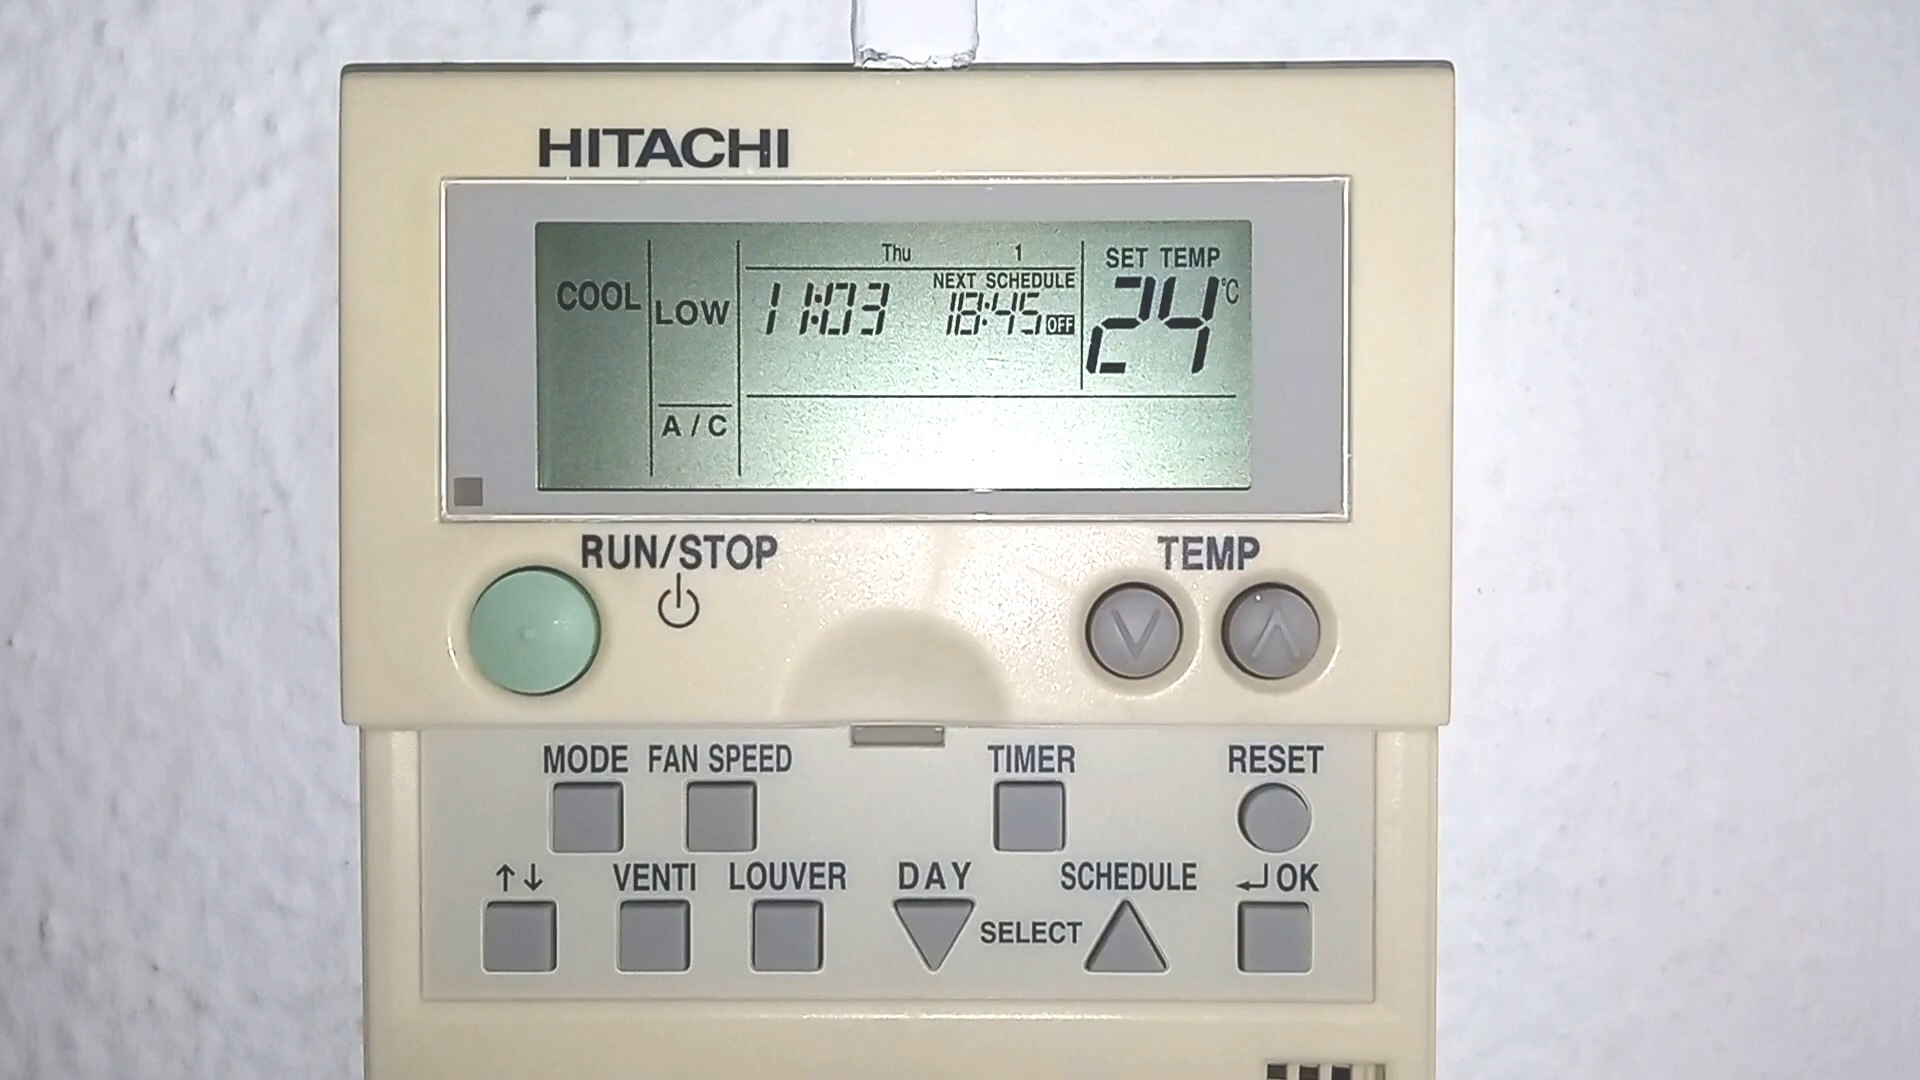 HITACHI
Thu 1
COOL LOW 11:03 NEXT SCHEDULE 18:45 OFF SET TEMP 24 °C
A / C
RUN/STOP TEMP
MODE FAN SPEED TIMER RESET
↑↓ VENTI LOUVER DAY SCHEDULE ↵ OK
SELECT